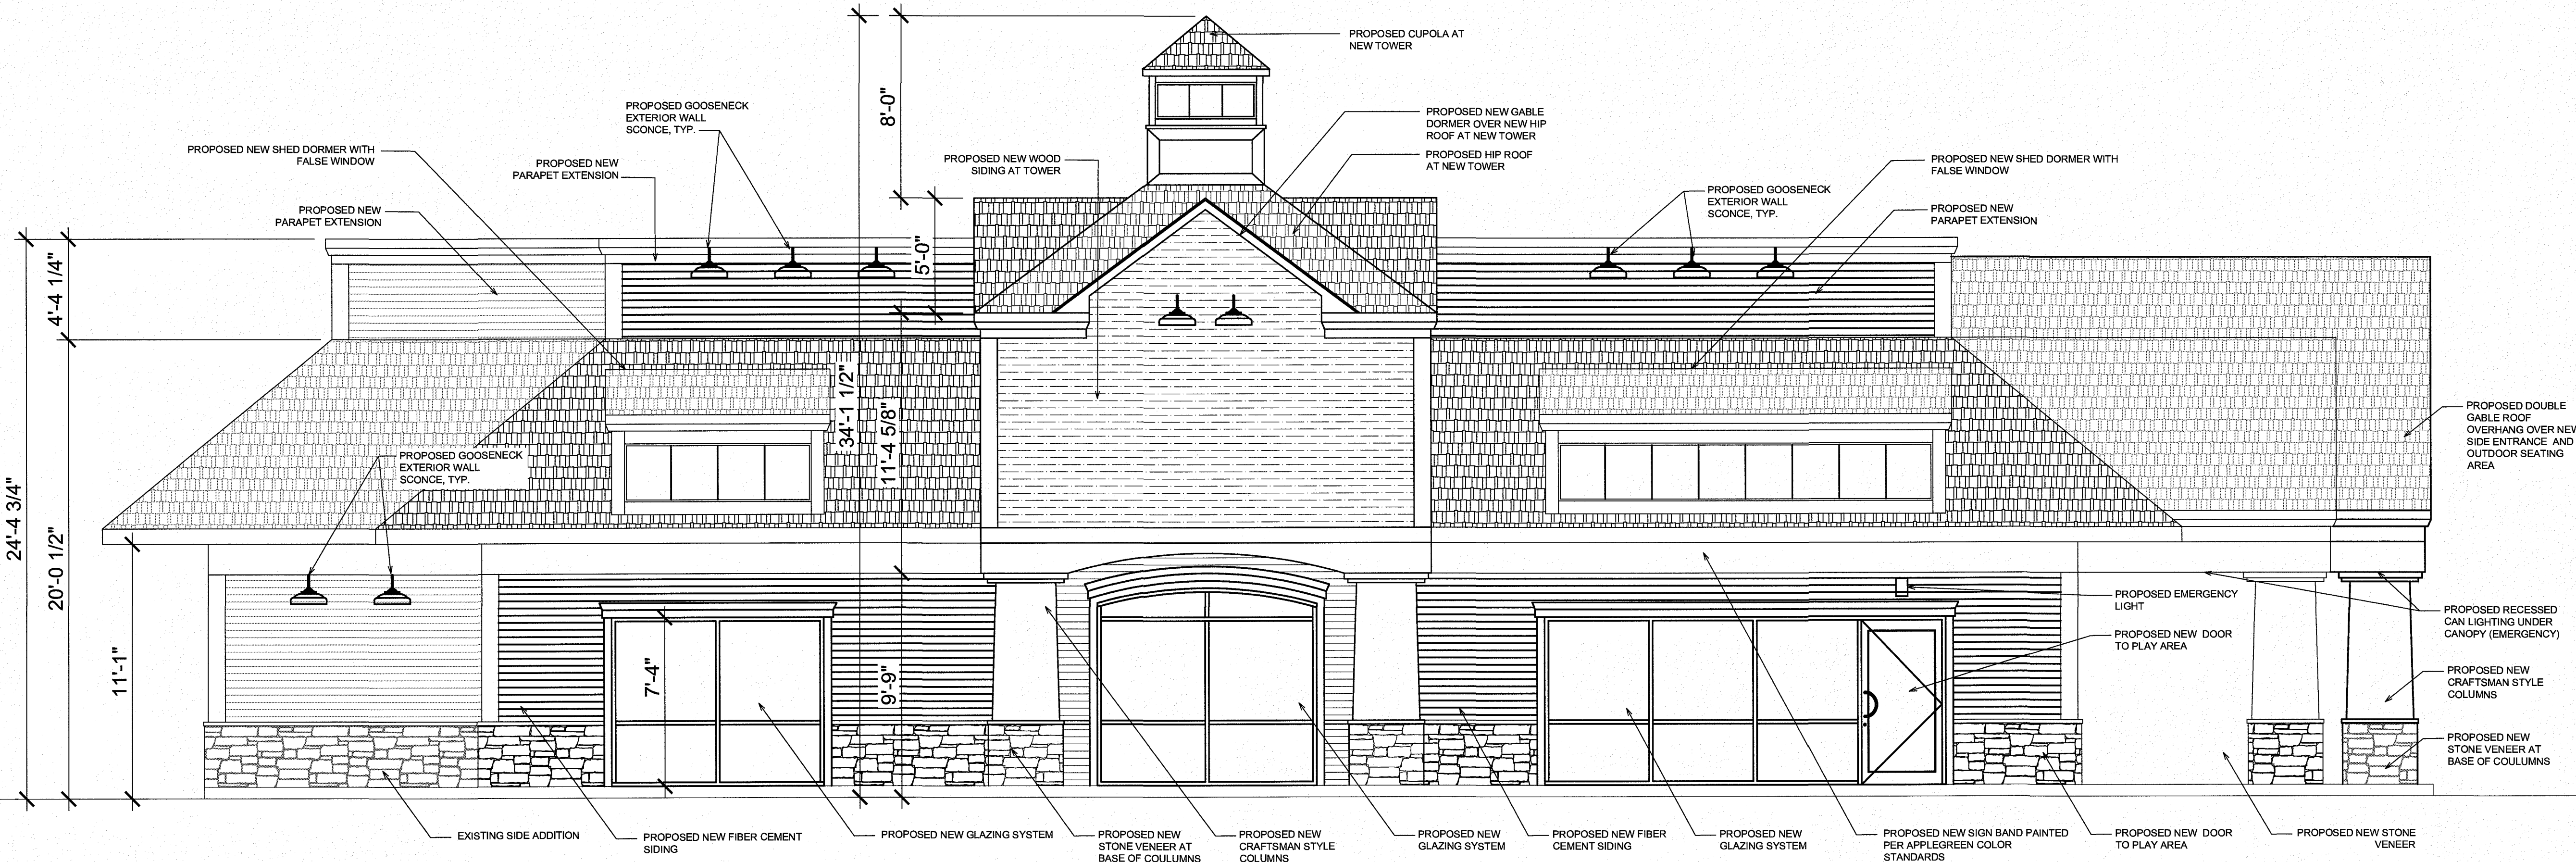 PROPOSED CUPOLA AT
NEW TOWER
8'-0"
PROPOSED GOOSENECK
EXTERIOR WALL
SCONCE, TYP.
PROPOSED NEW GABLE
DORMER OVER NEW HIP
ROOF AT NEW TOWER
PROPOSED NEW SHED DORMER WITH
FALSE WINDOW
PROPOSED NEW
PARAPET EXTENSION
PROPOSED NEW WOOD
SIDING AT TOWER
PROPOSED HIP ROOF
AT NEW TOWER
PROPOSED NEW SHED DORMER WITH
FALSE WINDOW
PROPOSED GOOSENECK
EXTERIOR WALL
SCONCE, TYP.
PROPOSED NEW
PARAPET EXTENSION
PROPOSED NEW
PARAPET EXTENSION
5'-0"
4'-4 1/4"
34'-1 1/2"
11'-4 5/8"
PROPOSED DOUBLE
GABLE ROOF
OVERHANG OVER NEW
SIDE ENTRANCE AND
OUTDOOR SEATING
AREA
PROPOSED GOOSENECK
EXTERIOR WALL
SCONCE, TYP.
24'-4 3/4"
20'-0 1/2"
11'-1"
7'-4"
9'-9"
PROPOSED EMERGENCY
LIGHT
PROPOSED RECESSED
CAN LIGHTING UNDER
CANOPY (EMERGENCY)
PROPOSED NEW DOOR
TO PLAY AREA
PROPOSED NEW
CRAFTSMAN STYLE
COLUMNS
PROPOSED NEW
STONE VENEER AT
BASE OF COULUMNS
EXISTING SIDE ADDITION
PROPOSED NEW FIBER CEMENT
SIDING
PROPOSED NEW GLAZING SYSTEM
PROPOSED NEW
STONE VENEER AT
BASE OF COULUMNS
PROPOSED NEW
CRAFTSMAN STYLE
COLUMNS
PROPOSED NEW
GLAZING SYSTEM
PROPOSED NEW FIBER
CEMENT SIDING
PROPOSED NEW
GLAZING SYSTEM
PROPOSED NEW SIGN BAND PAINTED
PER APPLEGREEN COLOR
STANDARDS
PROPOSED NEW DOOR
TO PLAY AREA
PROPOSED NEW STONE
VENEER